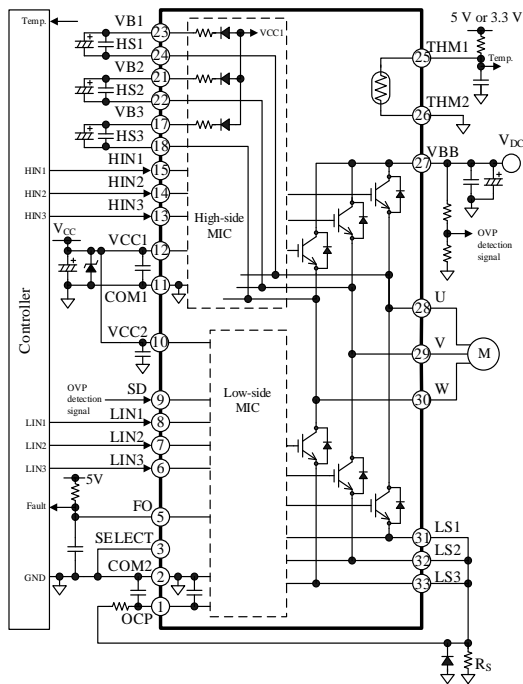 Controller
Temp.
HIN1
HIN2
HIN3
LIN1
LIN2
LIN3
Fault
GND
VB1
23
HS1
24
VB2
21
HS2
22
VB3
17
HS3
18
HIN1
15
HIN2
14
HIN3
13
VCC
VCC1
12
COM1
11
VCC2
10
OVP
detection
signal
SD
9
LIN1
8
LIN2
7
LIN3
6
5V
FO
5
SELECT
3
COM2
2
1
OCP
VCC1
High-side
MIC
Low-side
MIC
5 V or 3.3 V
THM1
25
Temp.
THM2
26
VBB
27
VDC
OVP
detection
signal
U
28
V
29
M
W
30
LS1
31
LS2
32
LS3
33
RS